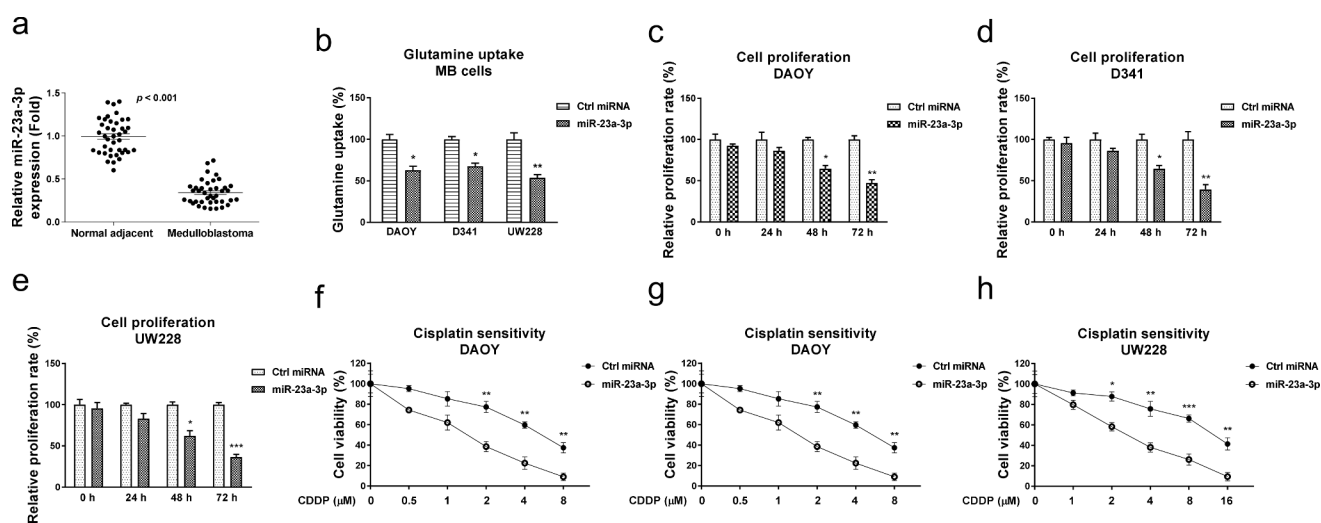 a
Relative miR-23a-3p
expression (Fold)
1.5
1.0
0.5
0.0
p < 0.001
Normal adjacent
Medulloblastoma
b
Glutamine uptake
MB cells
Glutamine uptake (%)
150
100
50
0
* * **
DAOY D341 UW228
Ctrl miRNA
miR-23a-3p
c
Cell proliferation
DAOY
Relative proliferation rate (%)
150
100
50
0
* **
0 h 24 h 48 h 72 h
Ctrl miRNA
miR-23a-3p
d
Cell proliferation
D341
Relative proliferation rate (%)
150
100
50
0
* **
0 h 24 h 48 h 72 h
Ctrl miRNA
miR-23a-3p
e
Cell proliferation
UW228
Relative proliferation rate (%)
150
100
50
0
* ***
0 h 24 h 48 h 72 h
Ctrl miRNA
miR-23a-3p
f
Cisplatin sensitivity
DAOY
Cell viability (%)
120
100
80
60
40
20
0
** ** **
CDDP (μM) 0 0.5 1 2 4 8
Ctrl miRNA
miR-23a-3p
g
Cisplatin sensitivity
DAOY
Cell viability (%)
120
100
80
60
40
20
0
** ** **
CDDP (μM) 0 0.5 1 2 4 8
Ctrl miRNA
miR-23a-3p
h
Cisplatin sensitivity
UW228
Cell viability (%)
120
100
80
60
40
20
0
* ** *** **
CDDP (μM) 0 1 2 4 8 16
Ctrl miRNA
miR-23a-3p